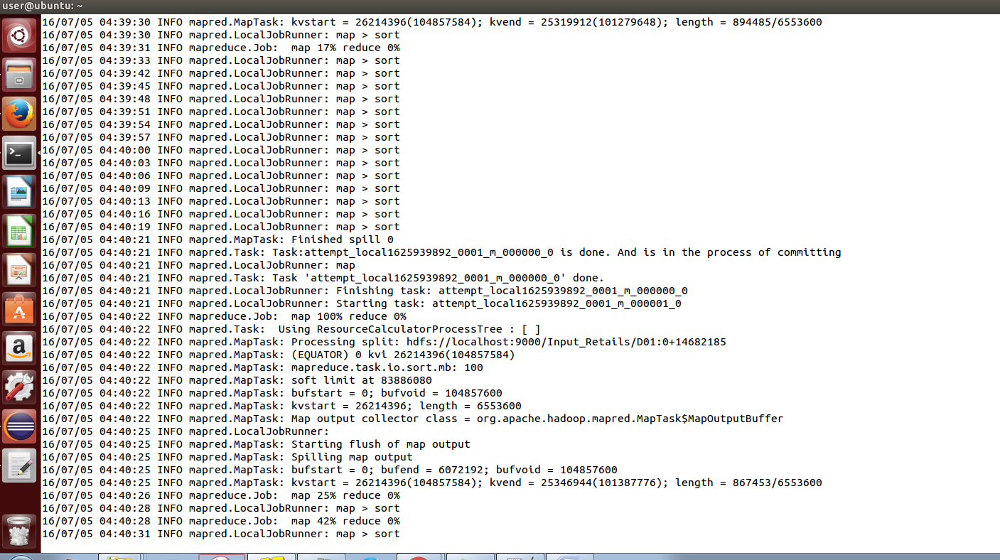 user@ubuntu: ~
16/07/05 04:39:30 INFO mapred.MapTask: kvstart = 26214396(104857584); kvend = 25319912(101279648); length = 894485/6553600
16/07/05 04:39:30 INFO mapred.LocalJobRunner: map > sort
16/07/05 04:39:31 INFO mapreduce.Job:  map 17% reduce 0%
16/07/05 04:39:33 INFO mapred.LocalJobRunner: map > sort
16/07/05 04:39:42 INFO mapred.LocalJobRunner: map > sort
16/07/05 04:39:45 INFO mapred.LocalJobRunner: map > sort
16/07/05 04:39:48 INFO mapred.LocalJobRunner: map > sort
16/07/05 04:39:51 INFO mapred.LocalJobRunner: map > sort
16/07/05 04:39:54 INFO mapred.LocalJobRunner: map > sort
16/07/05 04:39:57 INFO mapred.LocalJobRunner: map > sort
16/07/05 04:40:00 INFO mapred.LocalJobRunner: map > sort
16/07/05 04:40:03 INFO mapred.LocalJobRunner: map > sort
16/07/05 04:40:06 INFO mapred.LocalJobRunner: map > sort
16/07/05 04:40:09 INFO mapred.LocalJobRunner: map > sort
16/07/05 04:40:13 INFO mapred.LocalJobRunner: map > sort
16/07/05 04:40:16 INFO mapred.LocalJobRunner: map > sort
16/07/05 04:40:19 INFO mapred.LocalJobRunner: map > sort
16/07/05 04:40:21 INFO mapred.MapTask: Finished spill 0
16/07/05 04:40:21 INFO mapred.Task: Task:attempt_local1625939892_0001_m_000000_0 is done. And is in the process of committing
16/07/05 04:40:21 INFO mapred.LocalJobRunner: map
16/07/05 04:40:21 INFO mapred.Task: Task 'attempt_local1625939892_0001_m_000000_0' done.
16/07/05 04:40:21 INFO mapred.LocalJobRunner: Finishing task: attempt_local1625939892_0001_m_000000_0
16/07/05 04:40:21 INFO mapred.LocalJobRunner: Starting task: attempt_local1625939892_0001_m_000001_0
16/07/05 04:40:22 INFO mapreduce.Job:  map 100% reduce 0%
16/07/05 04:40:22 INFO mapred.Task:  Using ResourceCalculatorProcessTree : [ ]
16/07/05 04:40:22 INFO mapred.MapTask: Processing split: hdfs://localhost:9000/Input_Retails/D01:0+14682185
16/07/05 04:40:22 INFO mapred.MapTask: (EQUATOR) 0 kvi 26214396(104857584)
16/07/05 04:40:22 INFO mapred.MapTask: mapreduce.task.io.sort.mb: 100
16/07/05 04:40:22 INFO mapred.MapTask: soft limit at 83886080
16/07/05 04:40:22 INFO mapred.MapTask: bufstart = 0; bufvoid = 104857600
16/07/05 04:40:22 INFO mapred.MapTask: kvstart = 26214396; length = 6553600
16/07/05 04:40:22 INFO mapred.MapTask: Map output collector class = org.apache.hadoop.mapred.MapTask$MapOutputBuffer
16/07/05 04:40:25 INFO mapred.LocalJobRunner:
16/07/05 04:40:25 INFO mapred.MapTask: Starting flush of map output
16/07/05 04:40:25 INFO mapred.MapTask: Spilling map output
16/07/05 04:40:25 INFO mapred.MapTask: bufstart = 0; bufend = 6072192; bufvoid = 104857600
16/07/05 04:40:25 INFO mapred.MapTask: kvstart = 26214396(104857584); kvend = 25346944(101387776); length = 867453/6553600
16/07/05 04:40:26 INFO mapreduce.Job:  map 25% reduce 0%
16/07/05 04:40:28 INFO mapred.LocalJobRunner: map > sort
16/07/05 04:40:28 INFO mapreduce.Job:  map 42% reduce 0%
16/07/05 04:40:31 INFO mapred.LocalJobRunner: map > sort